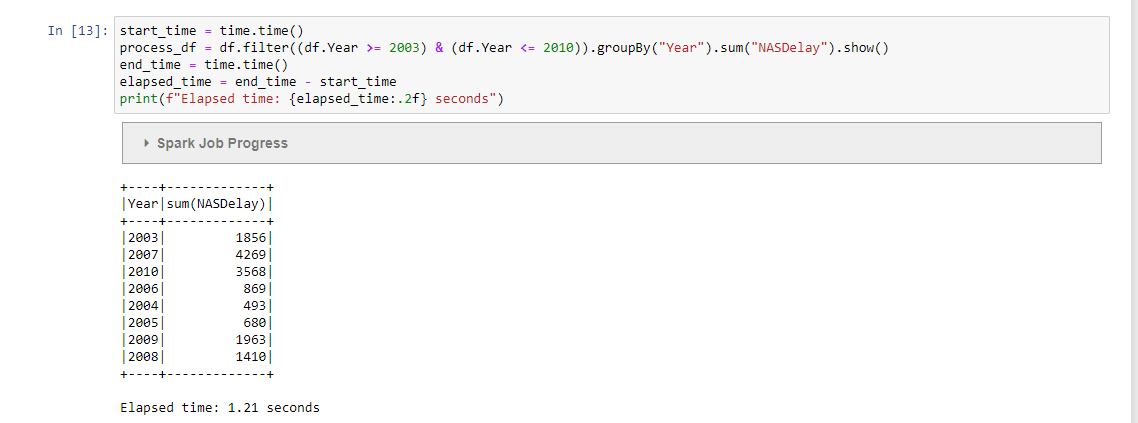 In [13]: start_time = time.time()
process_df = df.filter((df.Year >= 2003) & (df.Year <= 2010)).groupBy("Year").sum("NASDelay").show()
end_time = time.time()
elapsed_time = end_time - start_time
print(f"Elapsed time: {elapsed_time:.2f} seconds")
Spark Job Progress
+----+-------------+
|Year|sum(NASDelay)|
+----+-------------+
|2003|         1856|
|2007|         4269|
|2010|         3568|
|2006|          869|
|2004|          493|
|2005|          680|
|2009|         1963|
|2008|         1410|
+----+-------------+
Elapsed time: 1.21 seconds